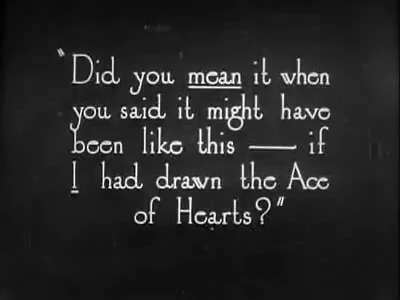 "Did you mean it when
you said it might have
been like this — if
I had drawn the Ace
of Hearts?"